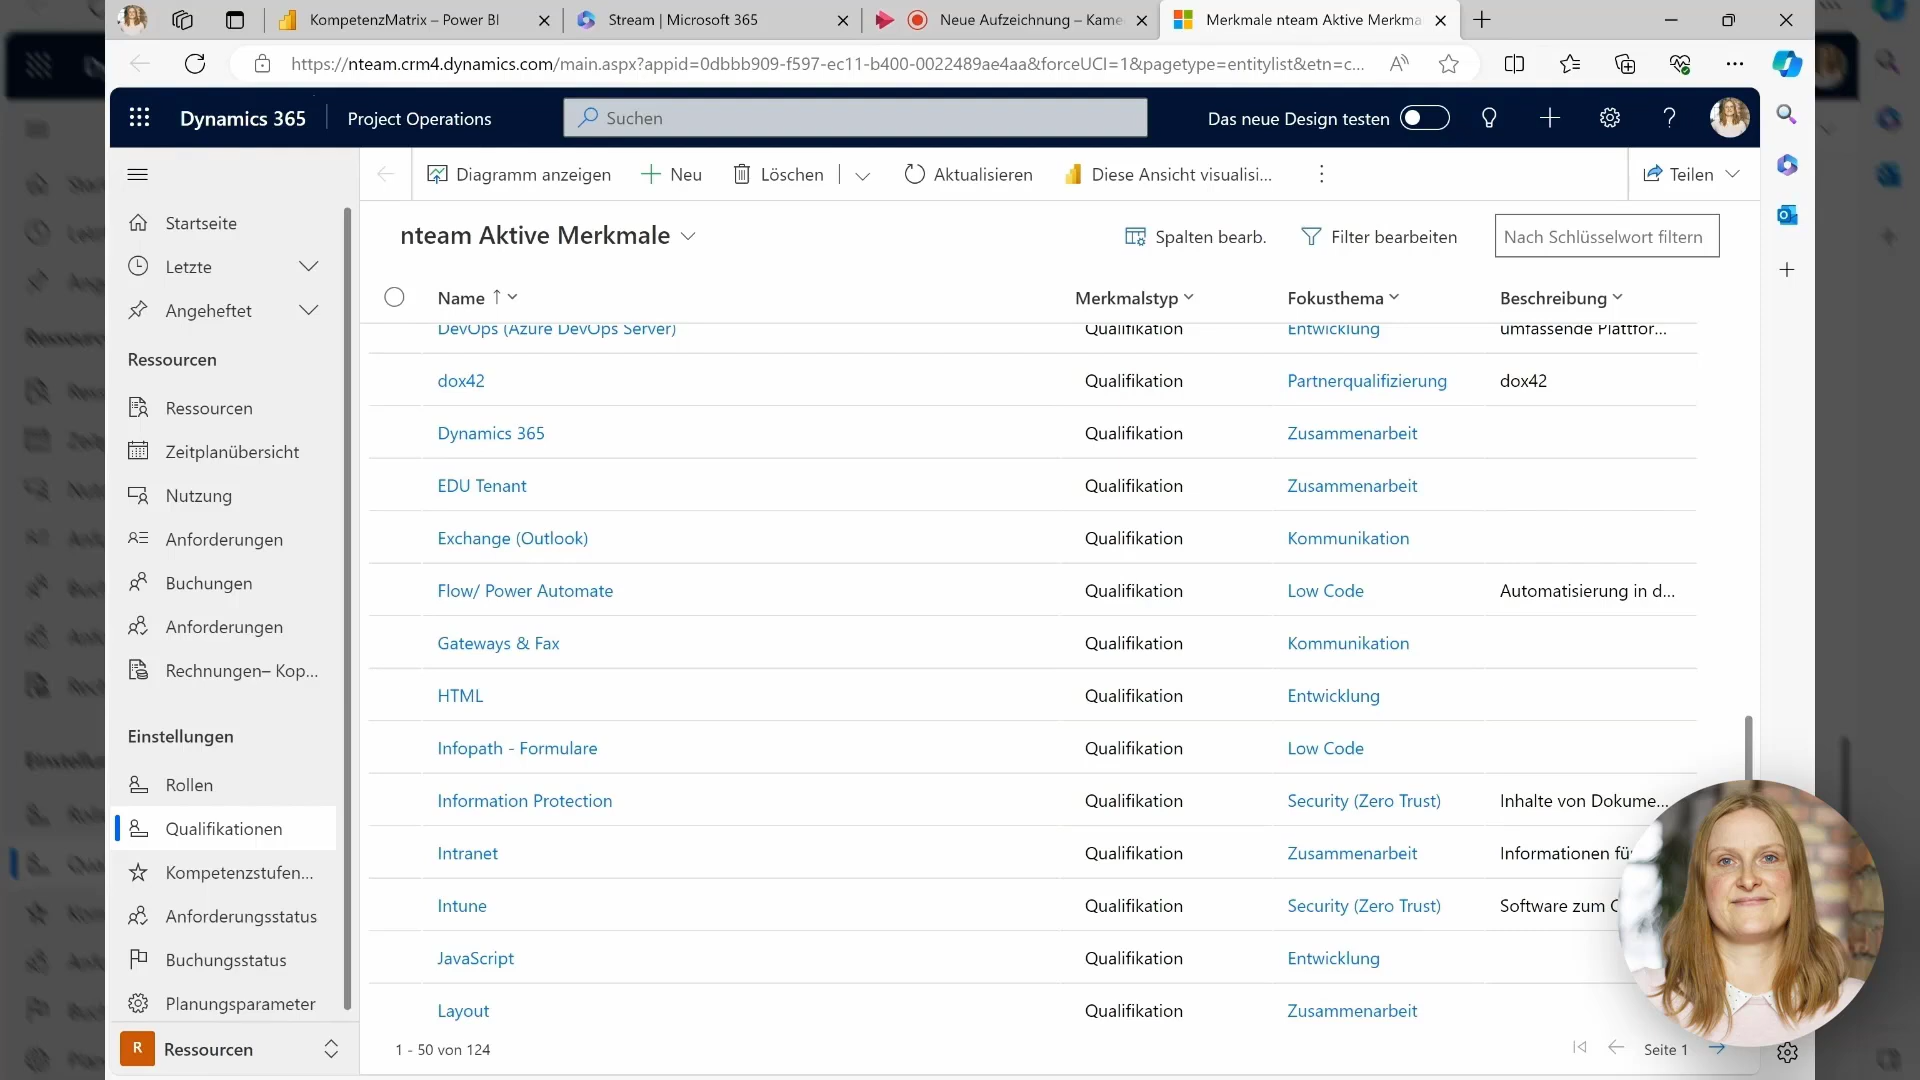 KompetenzMatrix – Power BI
Stream | Microsoft 365
Neue Aufzeichnung – Kame
Merkmale nteam Aktive Merkma
https://nteam.crm4.dynamics.com/main.aspx?appid=0dbbb909-f597-ec11-b400-0022489ae4aa&forceUCI=1&pagetype=entitylist&etn=c...
Dynamics 365
Project Operations
Suchen
Das neue Design testen
Diagramm anzeigen
Neu
Löschen
Aktualisieren
Diese Ansicht visualisi...
Teilen
Startseite
Letzte
Angeheftet
Ressourcen
Ressourcen
Zeitplanübersicht
Nutzung
Anforderungen
Buchungen
Anforderungen
Rechnungen– Kop...
Einstellungen
Rollen
Qualifikationen
Kompetenzstufen...
Anforderungsstatus
Buchungsstatus
Planungsparameter
R Ressourcen
nteam Aktive Merkmale
Spalten bearb.
Filter bearbeiten
Nach Schlüsselwort filtern
Name Merkmalstyp Fokusthema Beschreibung
DevOps (Azure DevOps Server) Qualifikation Entwicklung umfassende Plattfor...
dox42 Qualifikation Partnerqualifizierung dox42
Dynamics 365 Qualifikation Zusammenarbeit
EDU Tenant Qualifikation Zusammenarbeit
Exchange (Outlook) Qualifikation Kommunikation
Flow/ Power Automate Qualifikation Low Code Automatisierung in d...
Gateways & Fax Qualifikation Kommunikation
HTML Qualifikation Entwicklung
Infopath - Formulare Qualifikation Low Code
Information Protection Qualifikation Security (Zero Trust) Inhalte von Dokume...
Intranet Qualifikation Zusammenarbeit Informationen fü
Intune Qualifikation Security (Zero Trust) Software zum
JavaScript Qualifikation Entwicklung
Layout Qualifikation Zusammenarbeit
1 - 50 von 124
Seite 1